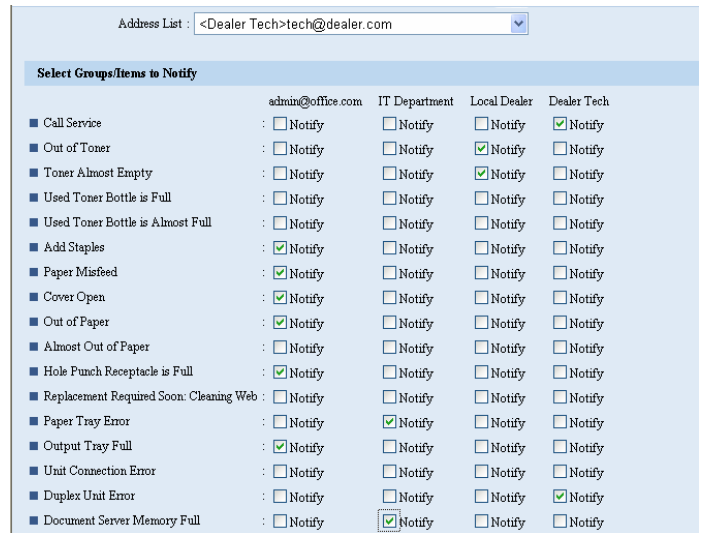 Address List : <Dealer Tech>tech@dealer.com
Select Groups/Items to Notify
admin@office.com IT Department Local Dealer Dealer Tech
Call Service : Notify Notify Notify Notify
Out of Toner : Notify Notify Notify Notify
Toner Almost Empty : Notify Notify Notify Notify
Used Toner Bottle is Full : Notify Notify Notify Notify
Used Toner Bottle is Almost Full : Notify Notify Notify Notify
Add Staples : Notify Notify Notify Notify
Paper Misfeed : Notify Notify Notify Notify
Cover Open : Notify Notify Notify Notify
Out of Paper : Notify Notify Notify Notify
Almost Out of Paper : Notify Notify Notify Notify
Hole Punch Receptacle is Full : Notify Notify Notify Notify
Replacement Required Soon: Cleaning Web : Notify Notify Notify Notify
Paper Tray Error : Notify Notify Notify Notify
Output Tray Full : Notify Notify Notify Notify
Unit Connection Error : Notify Notify Notify Notify
Duplex Unit Error : Notify Notify Notify Notify
Document Server Memory Full : Notify Notify Notify Notify